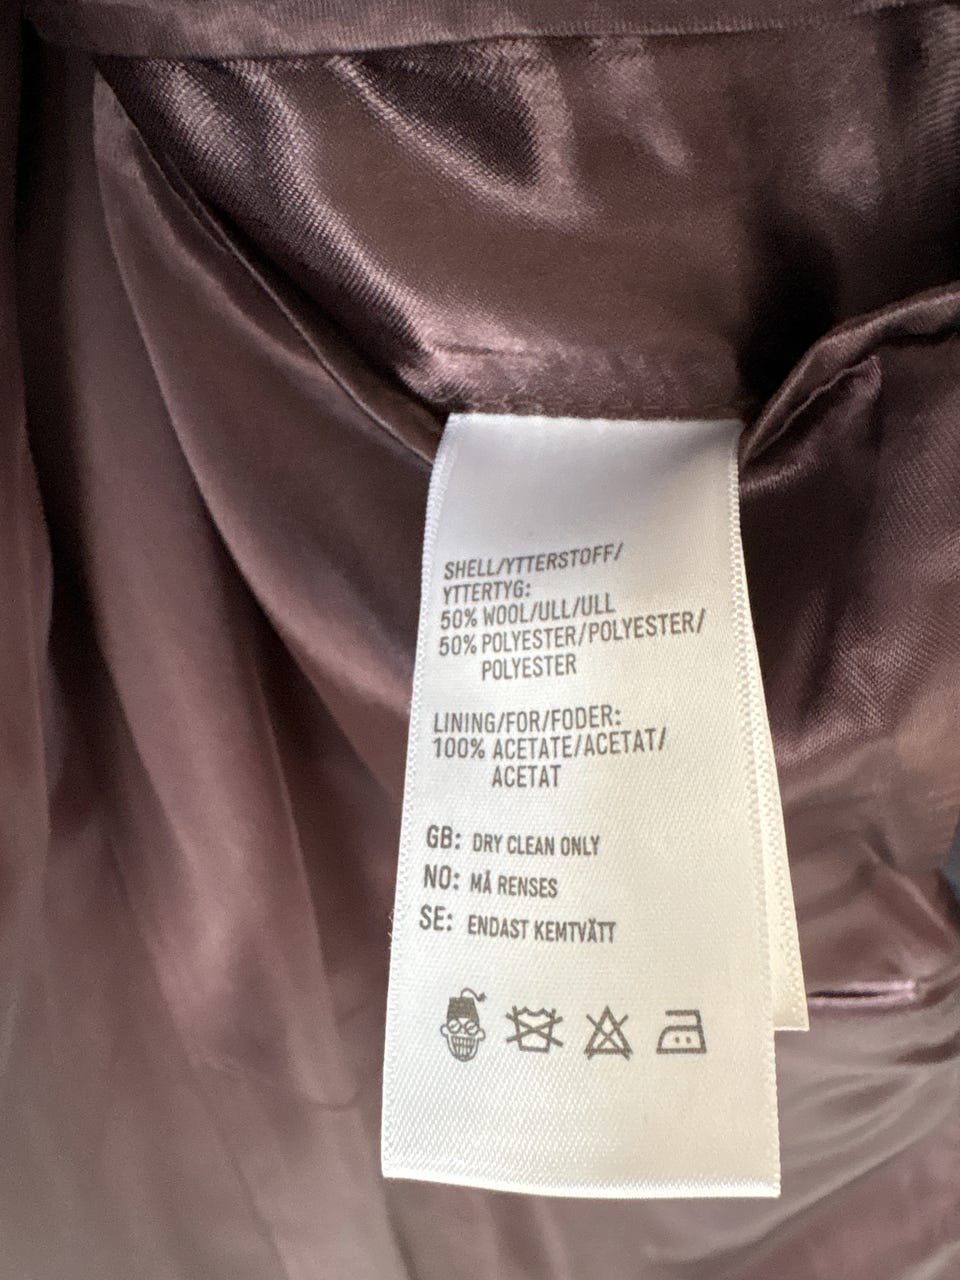 SHELL/YTTERSTOFF/
YTTERTYG:
50% WOOL/ULL/ULL
50% POLYESTER/POLYESTER/
POLYESTER
LINING/FOR/FODER:
100% ACETATE/ACETAT/
ACETAT
GB: DRY CLEAN ONLY
NO: MÅ RENSES
SE: ENDAST KEMTVÄTT